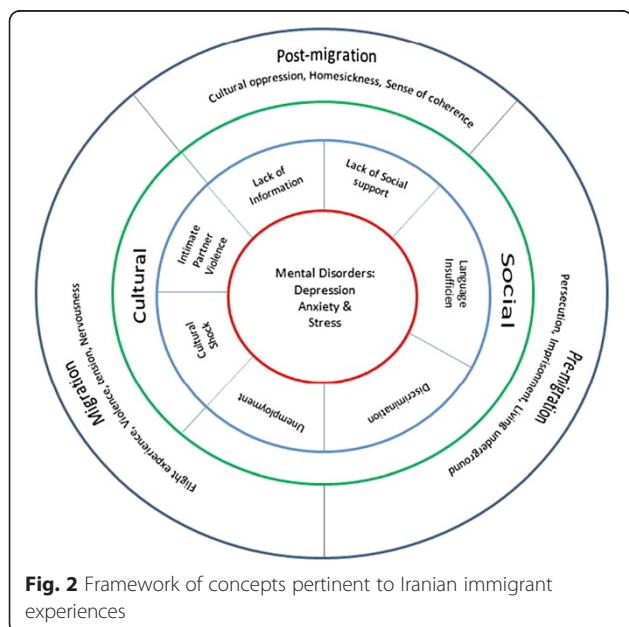 Post-migration
Cultural oppression, Homesickness, Sense of coherence
Lack of
Information
Lack of Social
support
Intimate
Partner
Violence
Cultural
Mental Disorders:
Depression
Anxiety &
Stress
Language
Insufficien
Social
Cultural
Shock
Unemployment
Discrimination
Migration
Flight experience, Violence, tension, Nervousness
Pre-migration
Persecution, Imprisonment, Living underground
Fig. 2 Framework of concepts pertinent to Iranian immigrant
experiences